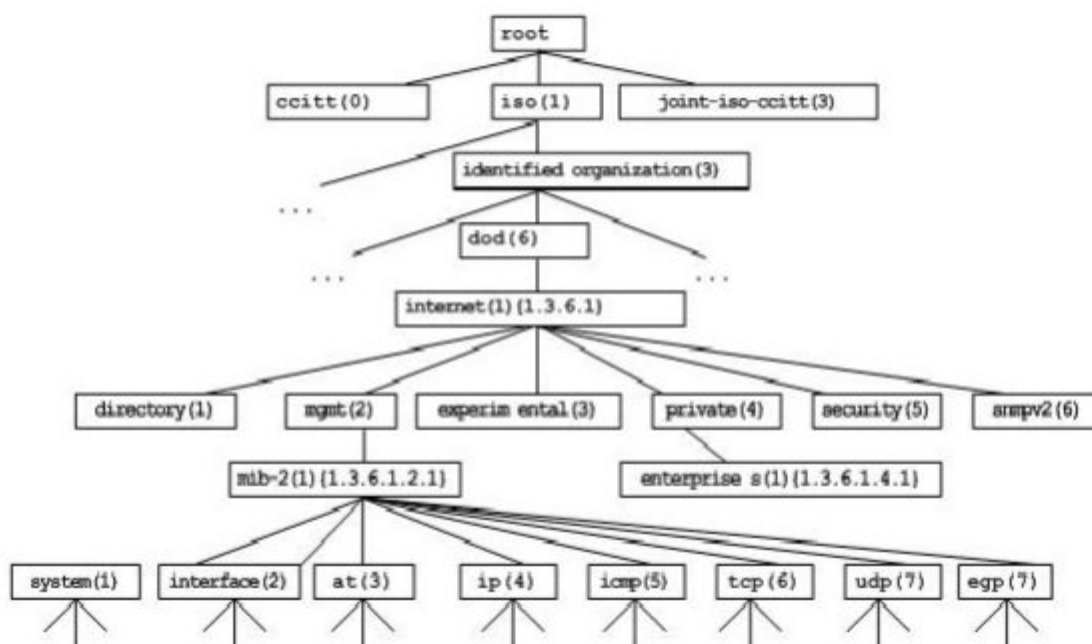 root
ccitt(0)
iso(1)
joint-iso-ccitt(3)
identified organization(3)
...
dod(6)
...
...
internet(1){1.3.6.1}
directory(1)
mgmt(2)
experim ental(3)
private(4)
security(5)
snmpv2(6)
mib-2(1){1.3.6.1.2.1}
enterprise s(1){1.3.6.1.4.1}
system(1)
interface(2)
at(3)
ip(4)
icmp(5)
tcp(6)
udp(7)
egp(7)